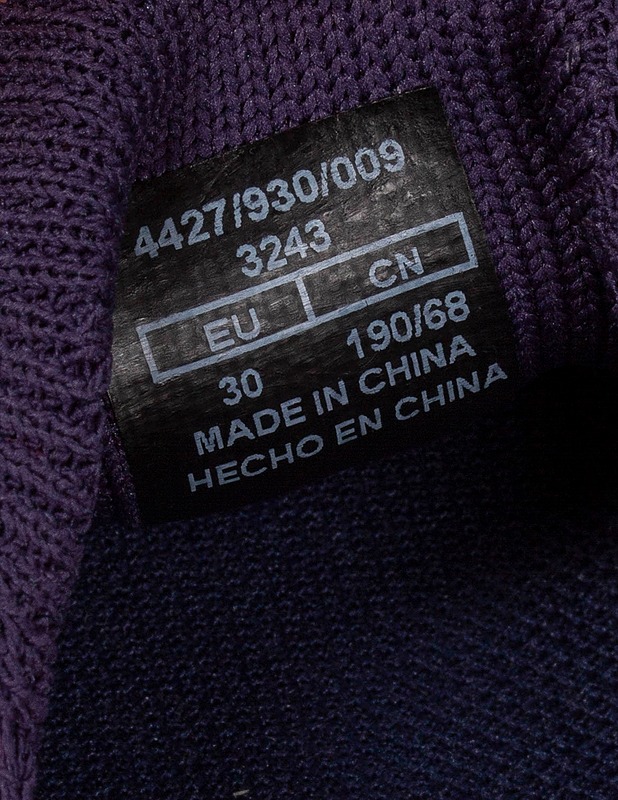 4427/930/009
3243
EU CN
30 190/68
MADE IN CHINA
HECHO EN CHINA